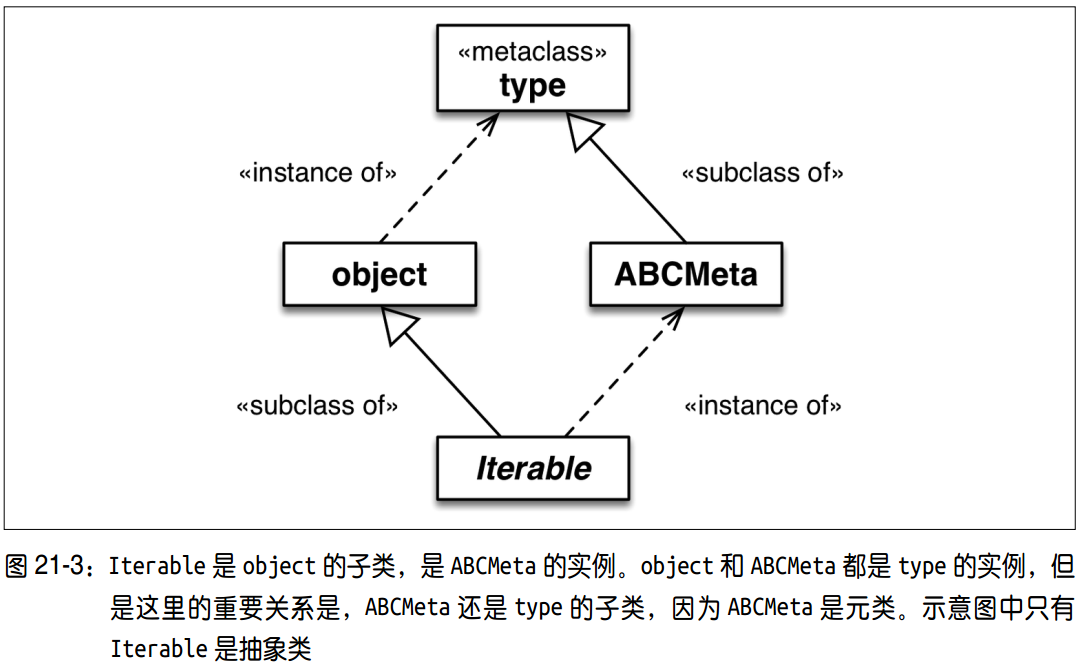 «metaclass»
type
«instance of»
«subclass of»
object
ABCMeta
«subclass of»
«instance of»
Iterable
图 21-3：Iterable 是 object 的子类，是 ABCMeta 的实例。object 和 ABCMeta 都是 type 的实例，但
是这里的重要关系是，ABCMeta 还是 type 的子类，因为 ABCMeta 是元类。示意图中只有
Iterable 是抽象类